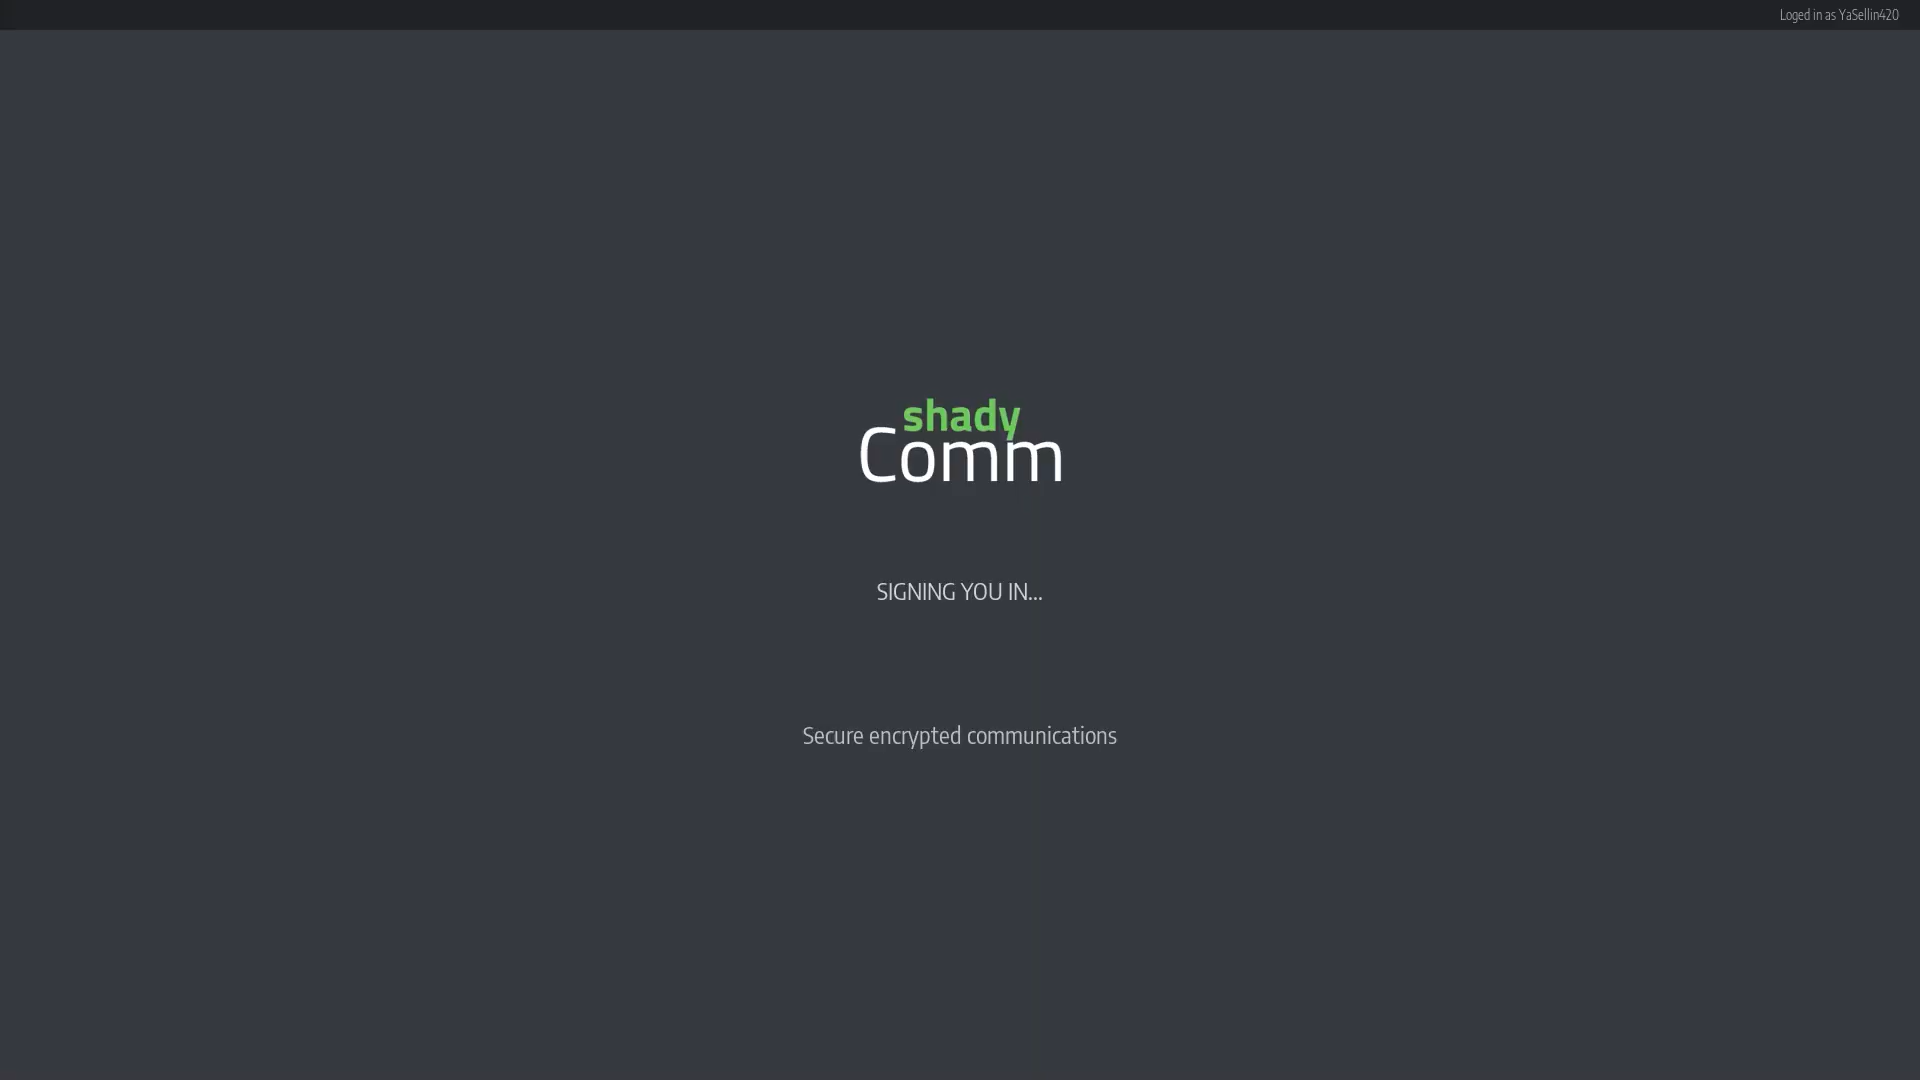 Loged in as YaSellin420
shady
Comm
SIGNING YOU IN...
Secure encrypted communications